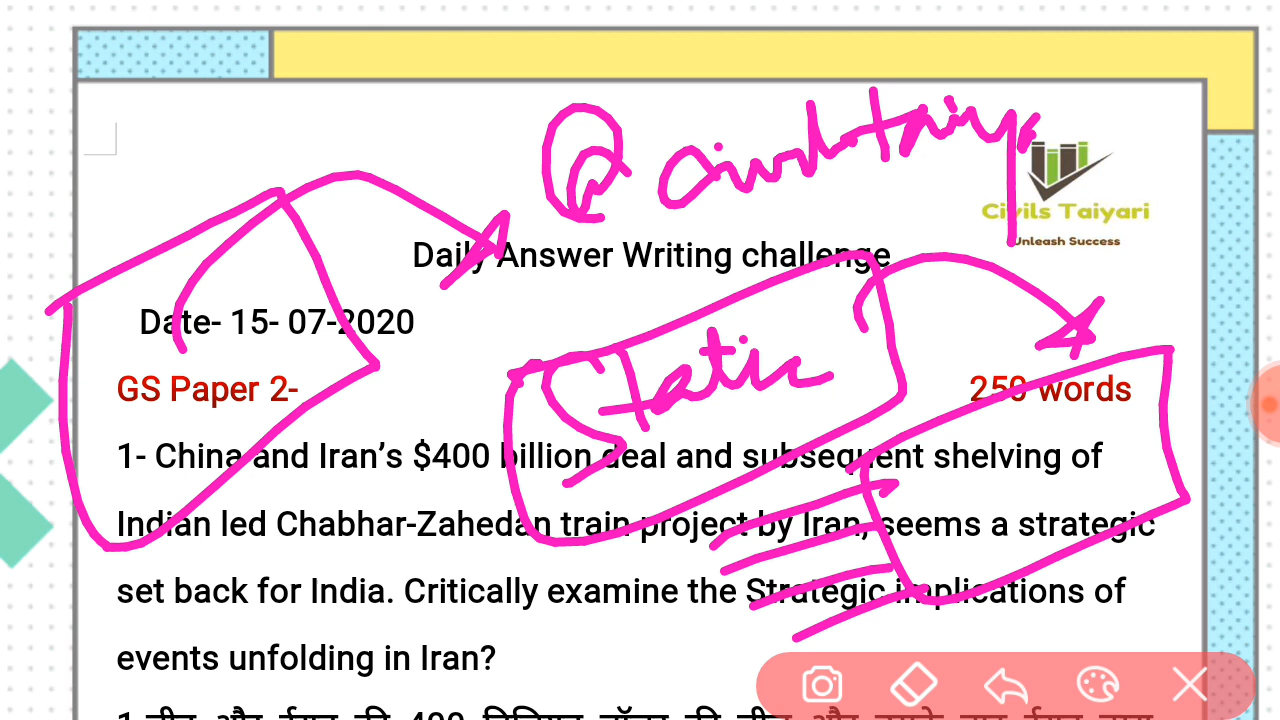 Civils Taiyari
Unleash Success
Daily Answer Writing challenge
Date- 15- 07-2020
Static
GS Paper 2-
250 words
1- China and Iran’s $400 billion deal and subsequent shelving of
Indian led Chabhar-Zahedan train project by Iran, seems a strategic
set back for India. Critically examine the Strategic implications of
events unfolding in Iran?